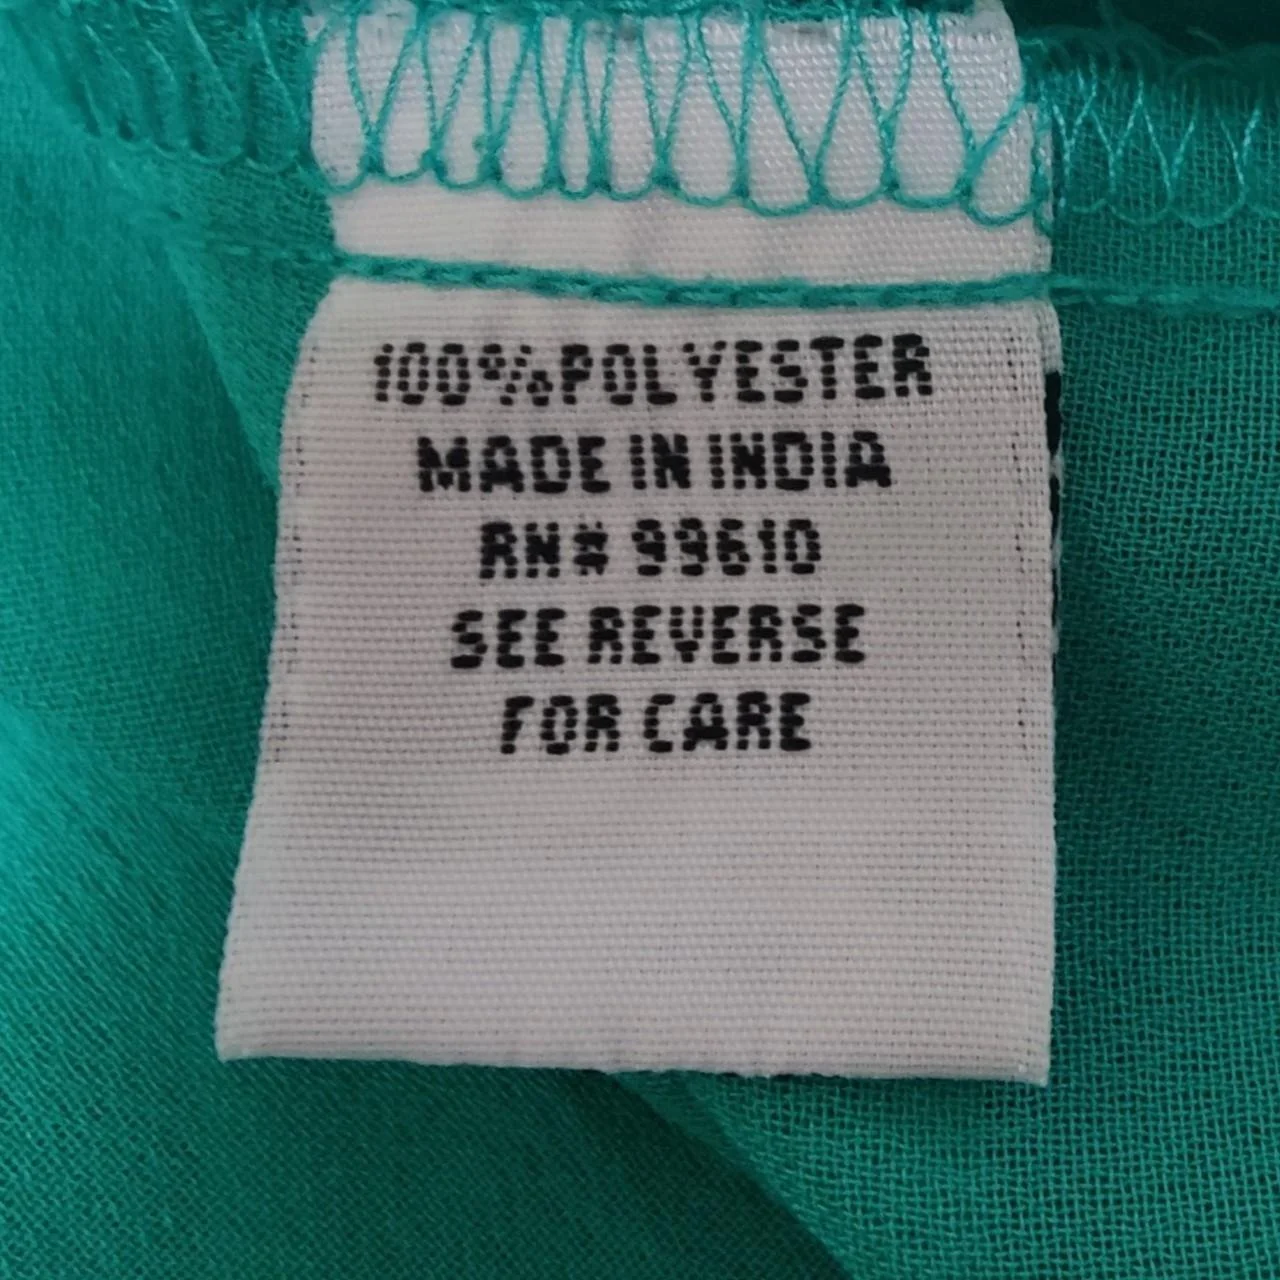 100% POLYESTER
MADE IN INDIA
RN# 99610
SEE REVERSE
FOR CARE